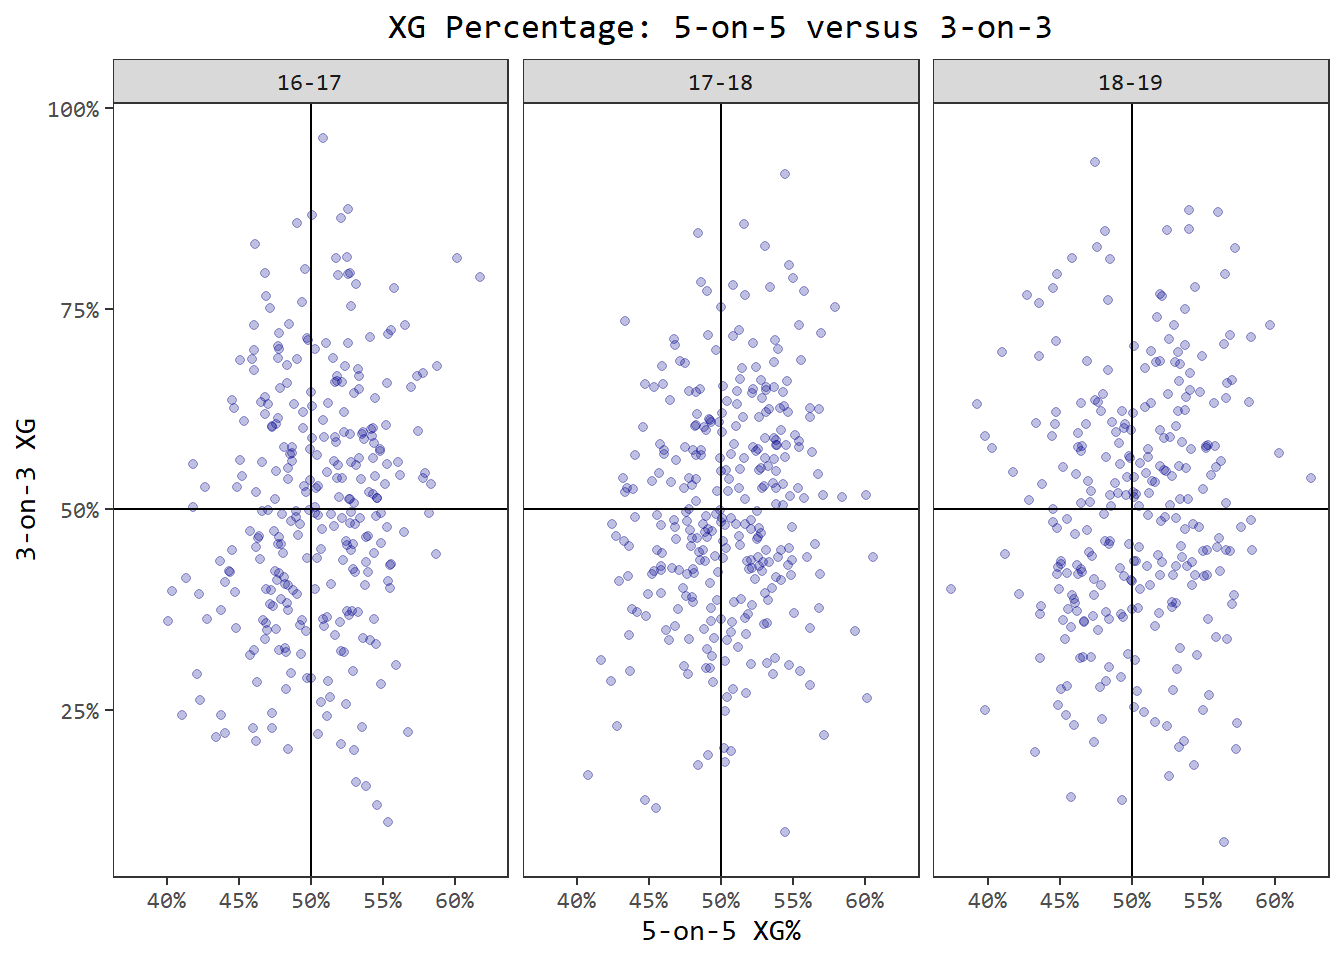 XG Percentage: 5-on-5 versus 3-on-3
16-17 17-18 18-19
100%
75%
50%
25%
3-on-3 XG
40% 45% 50% 55% 60% 40% 45% 50% 55% 60% 40% 45% 50% 55% 60%
5-on-5 XG%